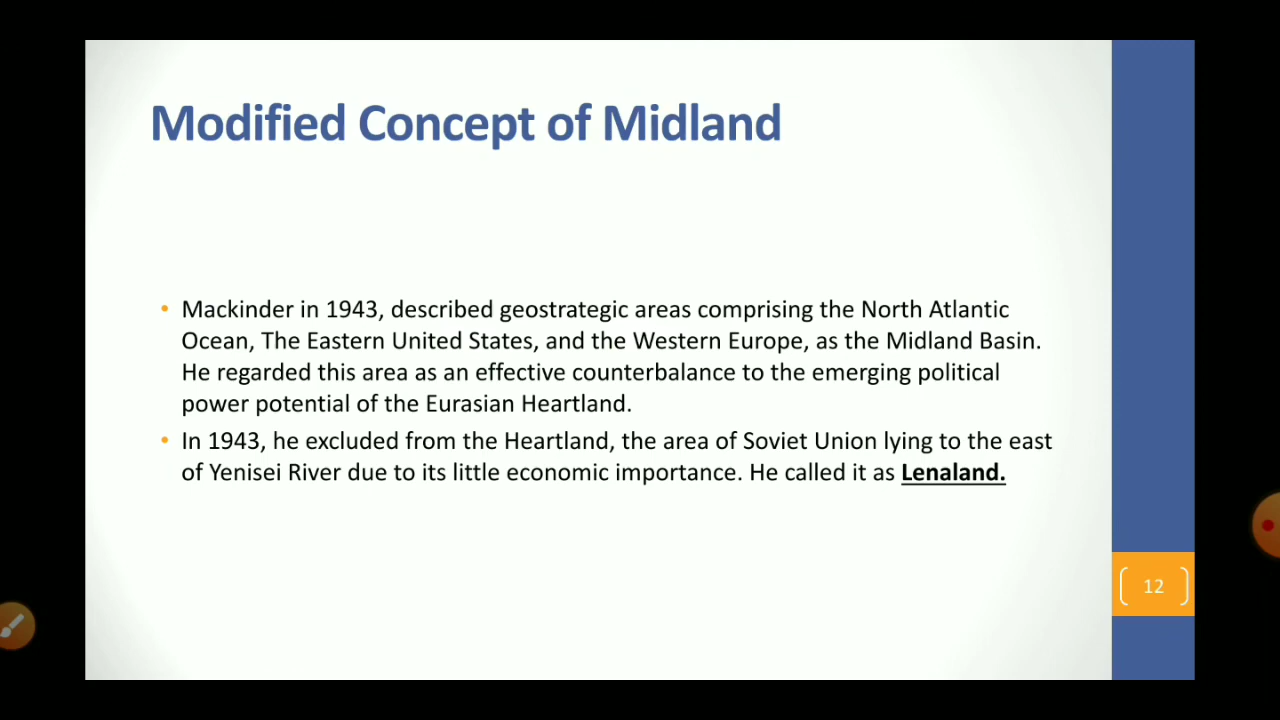 Modified Concept of Midland
• Mackinder in 1943, described geostrategic areas comprising the North Atlantic
Ocean, The Eastern United States, and the Western Europe, as the Midland Basin.
He regarded this area as an effective counterbalance to the emerging political
power potential of the Eurasian Heartland.
• In 1943, he excluded from the Heartland, the area of Soviet Union lying to the east
of Yenisei River due to its little economic importance. He called it as Lenaland.
12